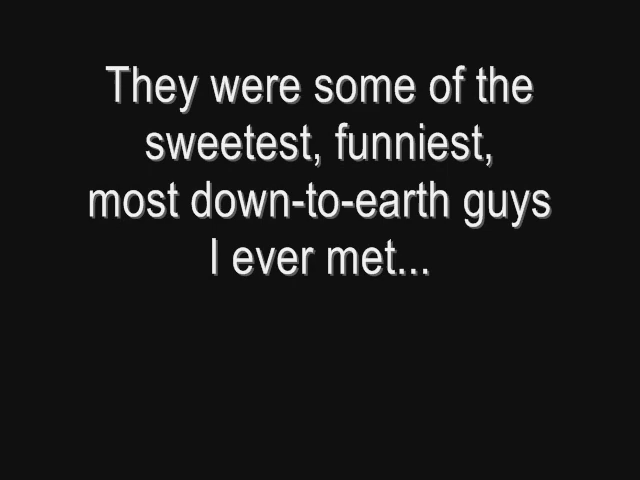 They were some of the
sweetest, funniest,
most down-to-earth guys
I ever met...